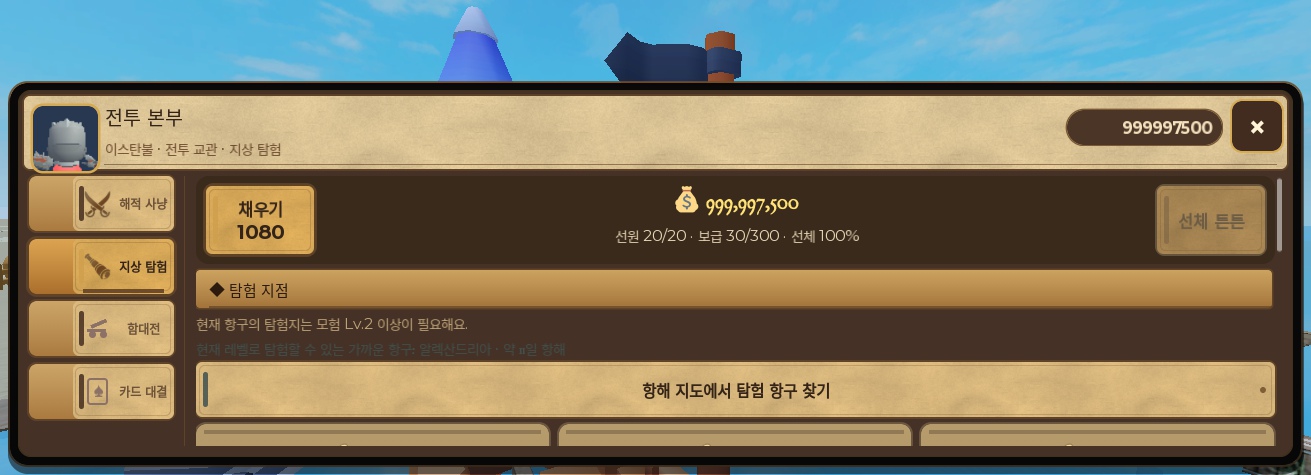 전투 본부
이스탄불 · 전투 교관 · 지상 탐험
999997500
×
해적 사냥
지상 탐험
함대전
카드 대결
채우기
1080
999,997,500
선원 20/20 · 보급 30/300 · 선체 100%
선체 튼튼
◆ 탐험 지점
현재 항구의 탐험지는 모험 Lv.2 이상이 필요해요.
현재 레벨로 탐험할 수 있는 가까운 항구: 알렉산드리아 · 약 일 항해
항해 지도에서 탐험 항구 찾기